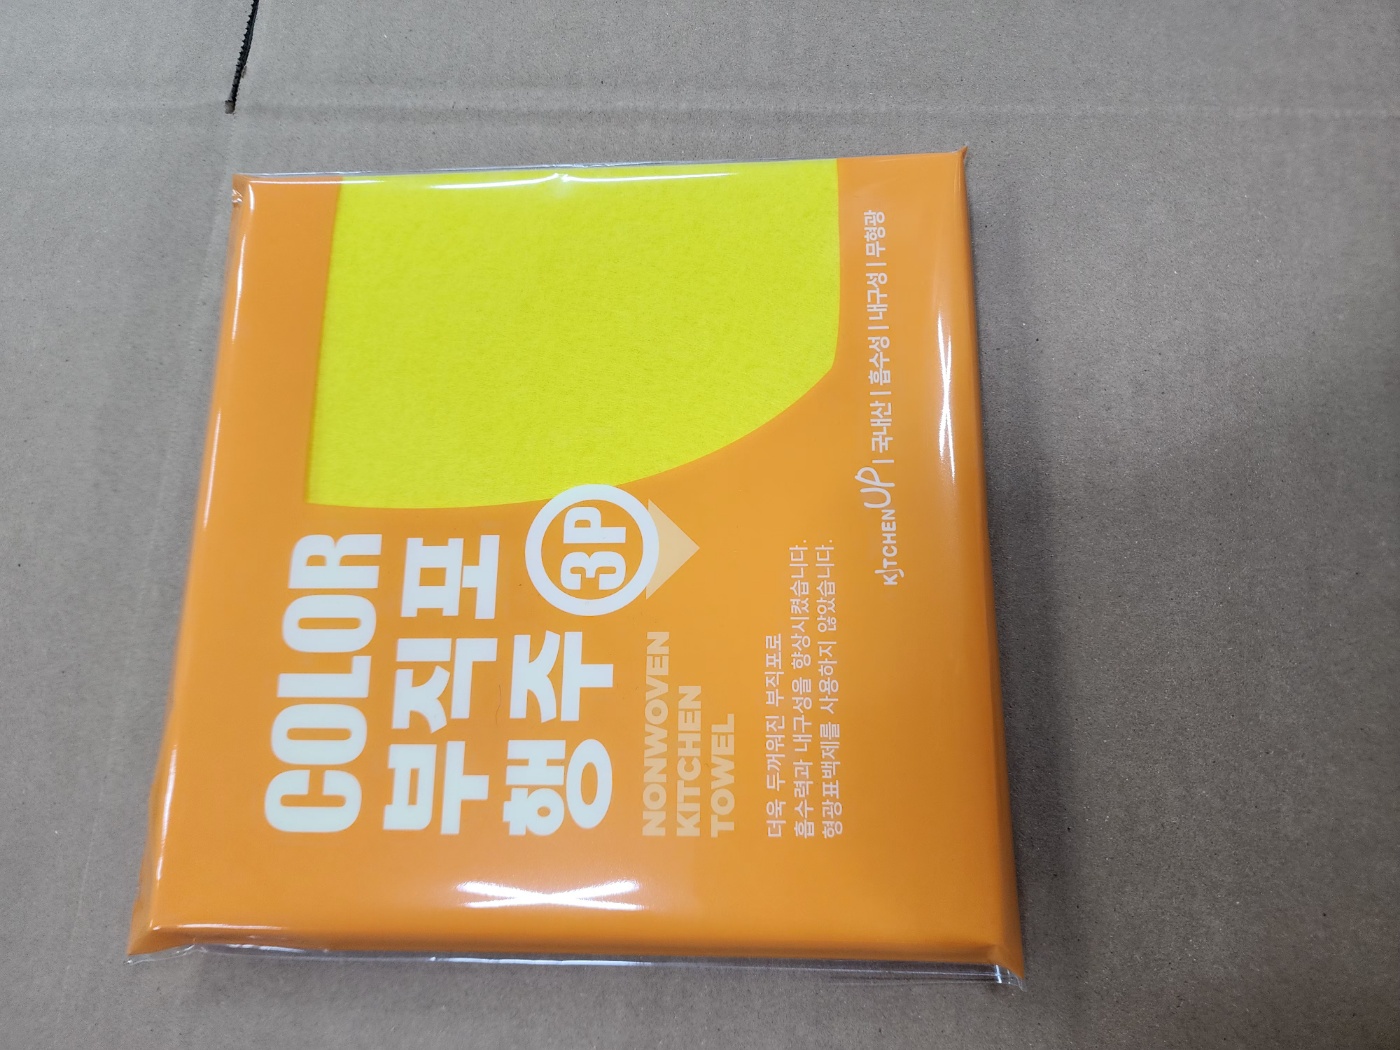 COLOR
부직포
행주 3P
NONWOVEN
KITCHEN
TOWEL
더욱 두꺼워진 부직포로
흡수력과 내구성을 향상시켰습니다.
형광표백제를 사용하지 않았습니다.
KITCHEN UP | 국내산 | 흡수성 | 내구성 | 무형광